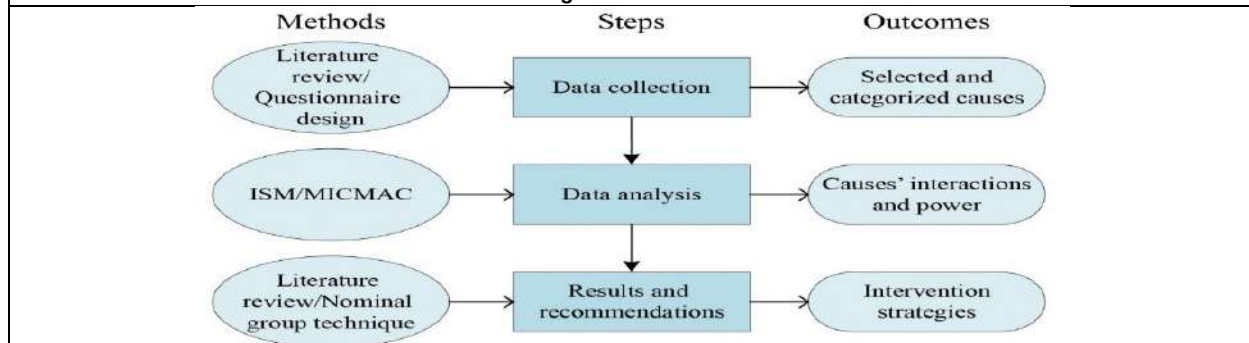 Methods
Steps
Outcomes
Literature
review/
Questionnaire
design
Data collection
Selected and
categorized causes
ISM/MICMAC
Data analysis
Causes' interactions
and power
Literature
review/Nominal
group technique
Results and
recommendations
Intervention
strategies